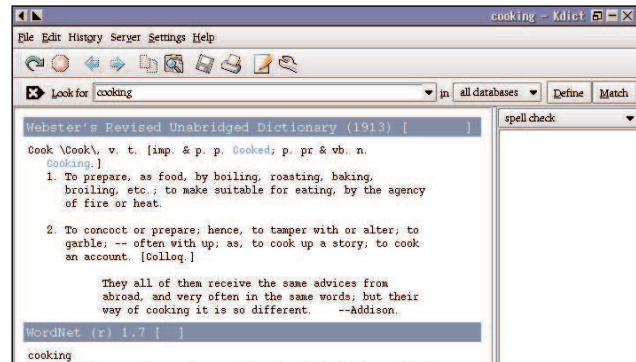 cooking – Kdict
File Edit History Server Settings Help
Look for cooking in all databases Define Match
spell check
Webster's Revised Unabridged Dictionary (1913) [ ]
Cook \Cook\, v. t. [imp. & p. p. Cooked; p. pr & vb. n.
Cooking.]
1. To prepare, as food, by boiling, roasting, baking,
broiling, etc.; to make suitable for eating, by the agency
of fire or heat.
2. To concoct or prepare; hence, to tamper with or alter; to
garble; -- often with up; as, to cook up a story; to cook
an account. [Colloq.]
They all of them receive the same advices from
abroad, and very often in the same words; but their
way of cooking it is so different. --Addison.
WordNet (r) 1.7 [ ]
cooking